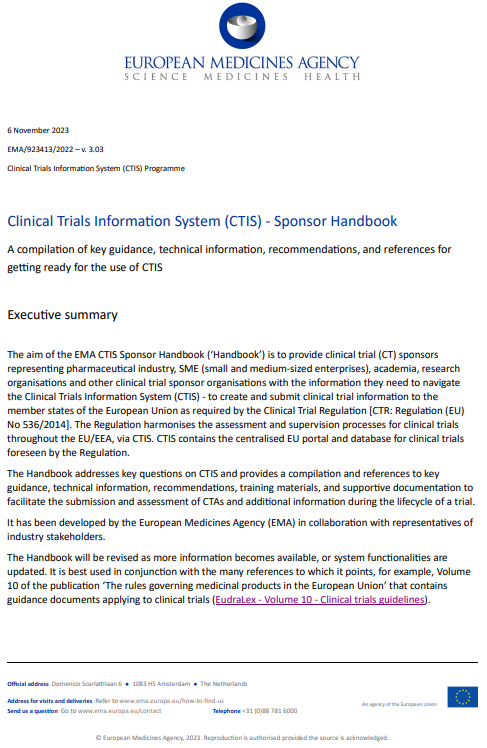 EUROPEAN MEDICINES AGENCY
SCIENCE MEDICINES HEALTH
6 November 2023
EMA/923413/2022 – v. 3.03
Clinical Trials Information System (CTIS) Programme
Clinical Trials Information System (CTIS) - Sponsor Handbook
A compilation of key guidance, technical information, recommendations, and references for
getting ready for the use of CTIS
Executive summary
The aim of the EMA CTIS Sponsor Handbook (‘Handbook’) is to provide clinical trial (CT) sponsors
representing pharmaceutical industry, SME (small and medium-sized enterprises), academia, research
organisations and other clinical trial sponsor organisations with the information they need to navigate
the Clinical Trials Information System (CTIS) - to create and submit clinical trial information to the
member states of the European Union as required by the Clinical Trial Regulation [CTR: Regulation (EU)
No 536/2014]. The Regulation harmonises the assessment and supervision processes for clinical trials
throughout the EU/EEA, via CTIS. CTIS contains the centralised EU portal and database for clinical trials
foreseen by the Regulation.
The Handbook addresses key questions on CTIS and provides a compilation and references to key
guidance, technical information, recommendations, training materials, and supportive documentation to
facilitate the submission and assessment of CTAs and additional information during the lifecycle of a trial.
It has been developed by the European Medicines Agency (EMA) in collaboration with representatives of
industry stakeholders.
The Handbook will be revised as more information becomes available, or system functionalities are
updated. It is best used in conjunction with the many references to which it points, for example, Volume
10 of the publication ‘The rules governing medicinal products in the European Union’ that contains
guidance documents applying to clinical trials (EudraLex - Volume 10 - Clinical trials guidelines).
Official address Domenico Scarlattilaan 6 ● 1083 HS Amsterdam ● The Netherlands
Address for visits and deliveries Refer to www.ema.europa.eu/how-to-find-us
Send us a question Go to www.ema.europa.eu/contact Telephone +31 (0)88 781 6000
An agency of the European Union
© European Medicines Agency, 2023. Reproduction is authorised provided the source is acknowledged.